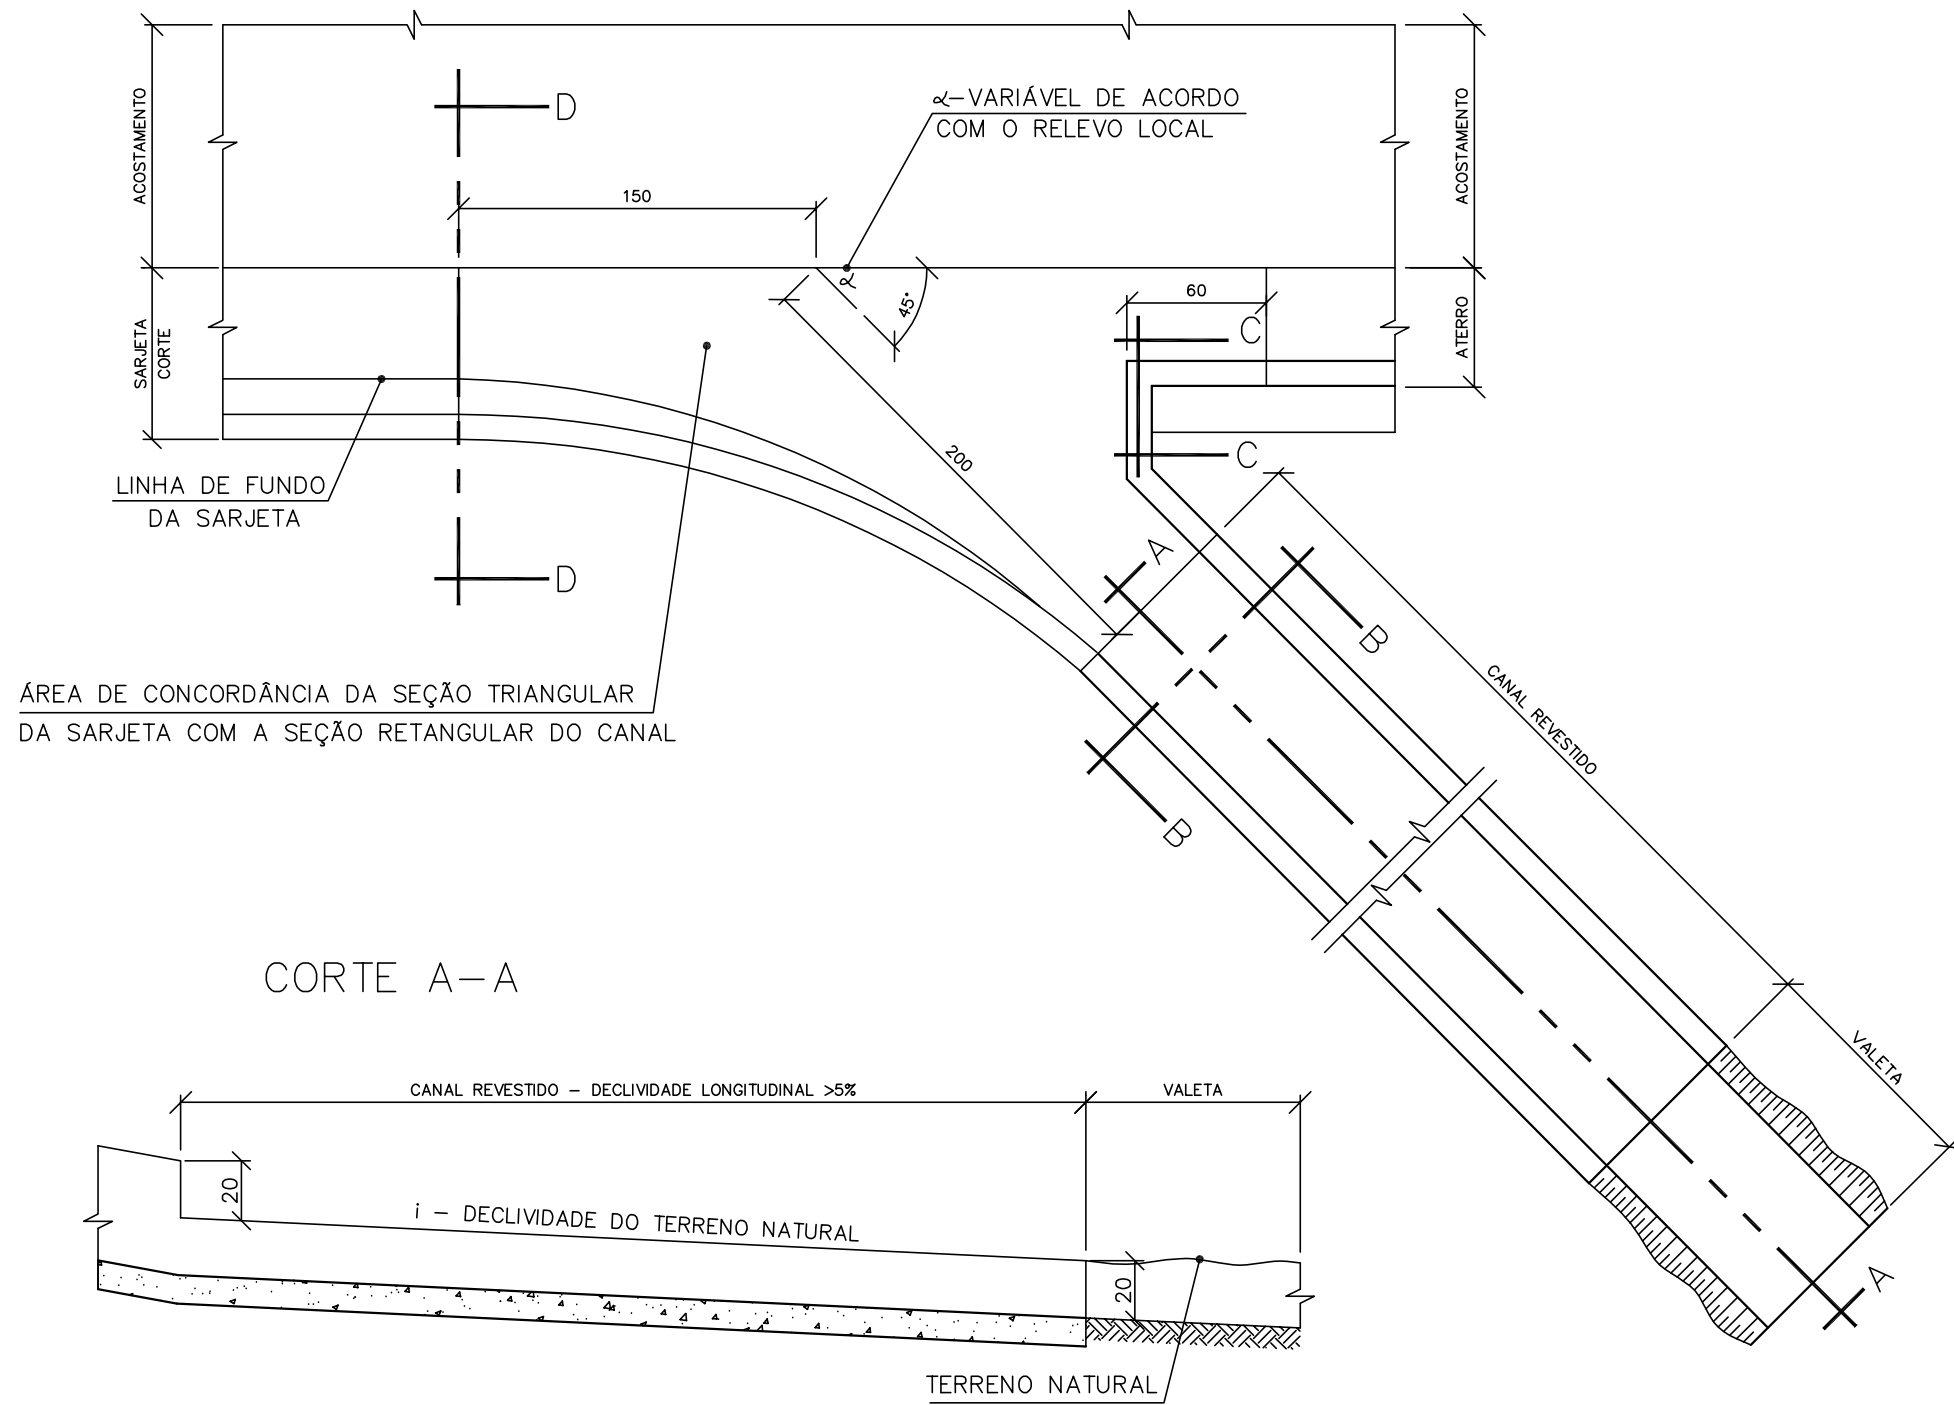 ACOSTAMENTO
D
∝-VARIÁVEL DE ACORDO
COM O RELEVO LOCAL
ACOSTAMENTO
150
∝
45°
60
SARJETA
CORTE
C
ATERRO
200
C
LINHA DE FUNDO
DA SARJETA
D
A
B
ÁREA DE CONCORDÂNCIA DA SEÇÃO TRIANGULAR
DA SARJETA COM A SEÇÃO RETANGULAR DO CANAL
CANAL REVESTIDO
B
CORTE A-A
VALETA
CANAL REVESTIDO - DECLIVIDADE LONGITUDINAL >5%
VALETA
20
i - DECLIVIDADE DO TERRENO NATURAL
20
A
TERRENO NATURAL